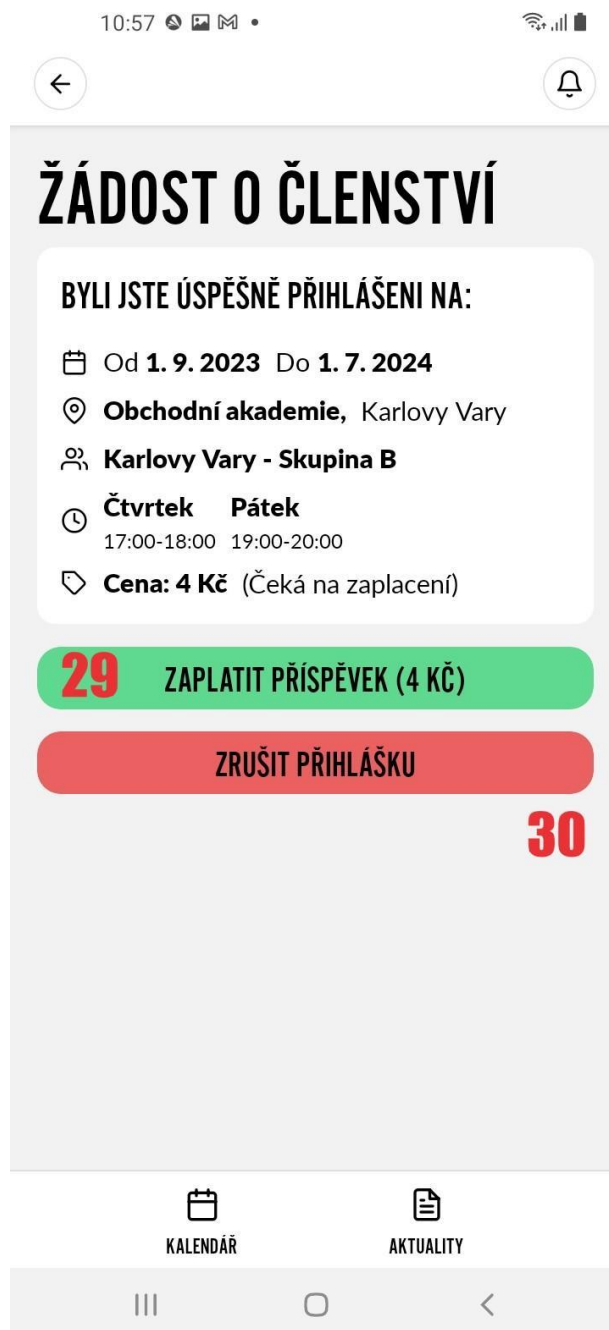 10:57
ŽÁDOST O ČLENSTVÍ
BYLI JSTE ÚSPĚŠNĚ PŘIHLÁŠENI NA:
Od 1. 9. 2023 Do 1. 7. 2024
Obchodní akademie, Karlovy Vary
Karlovy Vary - Skupina B
Čtvrtek Pátek
17:00-18:00 19:00-20:00
Cena: 4 Kč (Čeká na zaplacení)
29 ZAPLATIT PŘÍSPĚVEK (4 KČ)
ZRUŠIT PŘIHLÁŠKU
30
KALENDÁŘ AKTUALITY